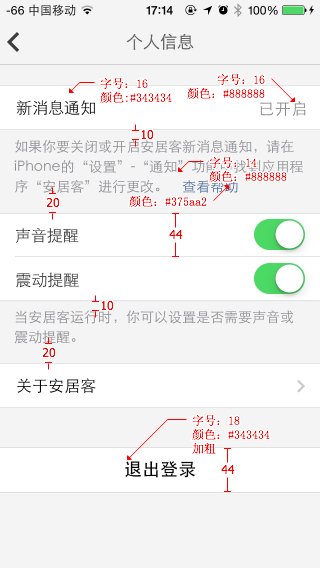 -66 中国移动 17:14 100%
个人信息
字号：16
颜色:#343434
字号：16
颜色：#888888
新消息通知 已开启
10
如果你要关闭或开启安居客新消息通知，请在
iPhone的“设置”-“通知”功能中找到应用程
序“安居客”进行更改。 查看帮助
字号：14
颜色：#888888
颜色：#375aa2
20
声音提醒
44
震动提醒
10
当安居客运行时，你可以设置是否需要声音或
震动提醒。
20
关于安居客
字号：18
颜色：#343434
加粗
退出登录
44